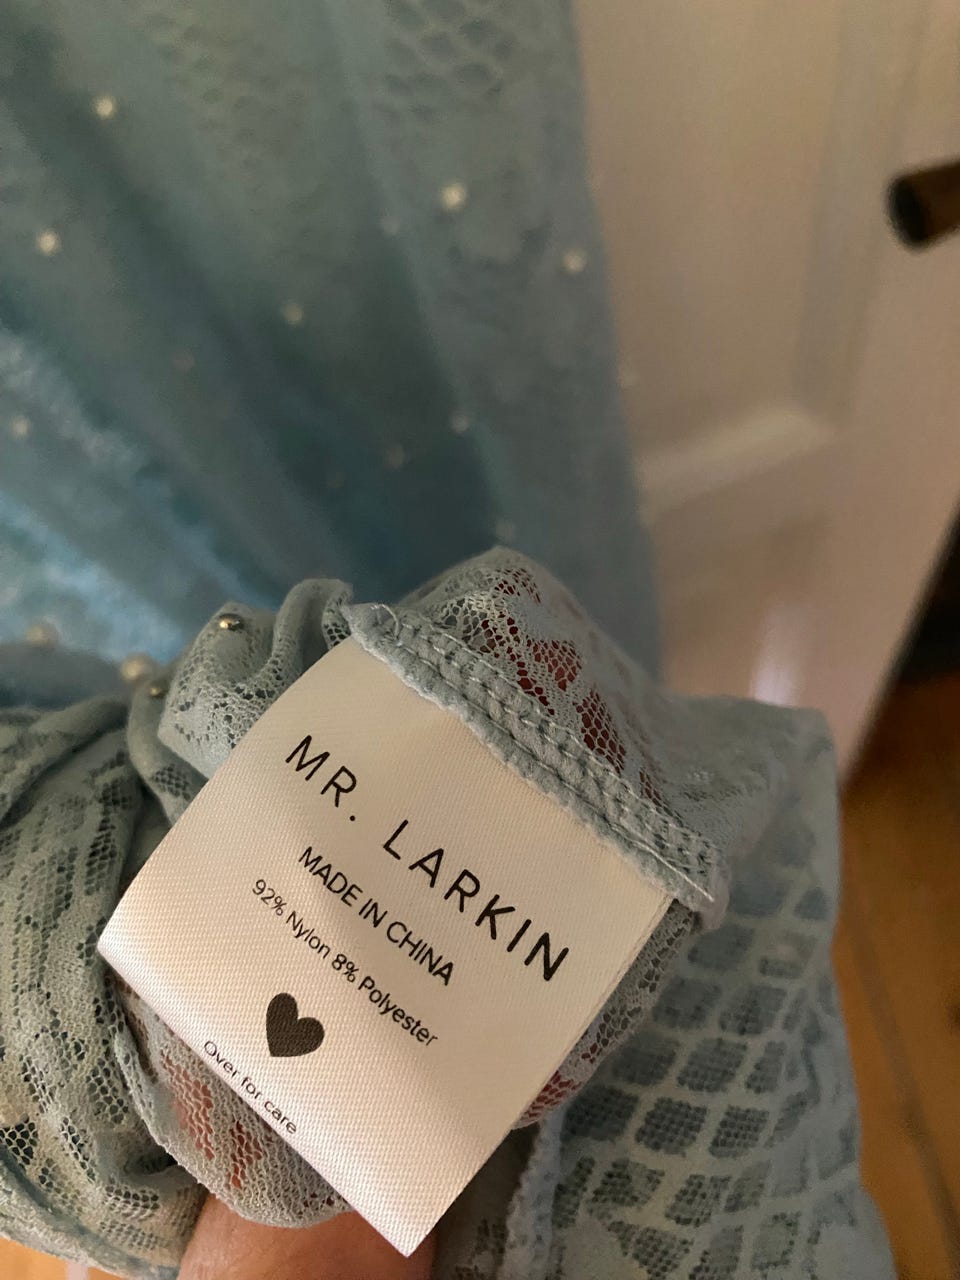 MR. LARKIN
MADE IN CHINA
92% Nylon 8% Polyester
Over for care